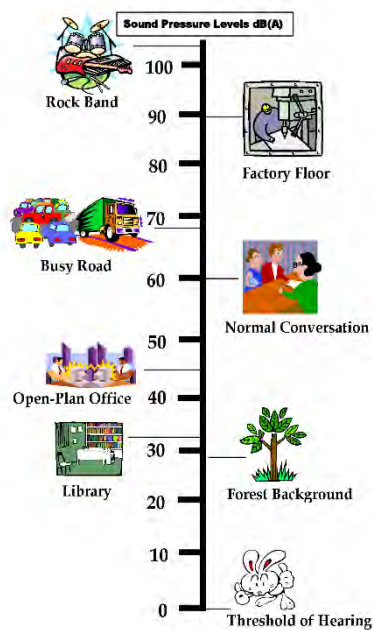 Sound Pressure Levels dB(A)
100
Rock Band
90
Factory Floor
80
70
Busy Road
60
Normal Conversation
50
Open-Plan Office
40
30
Library
Forest Background
20
10
0
Threshold of Hearing